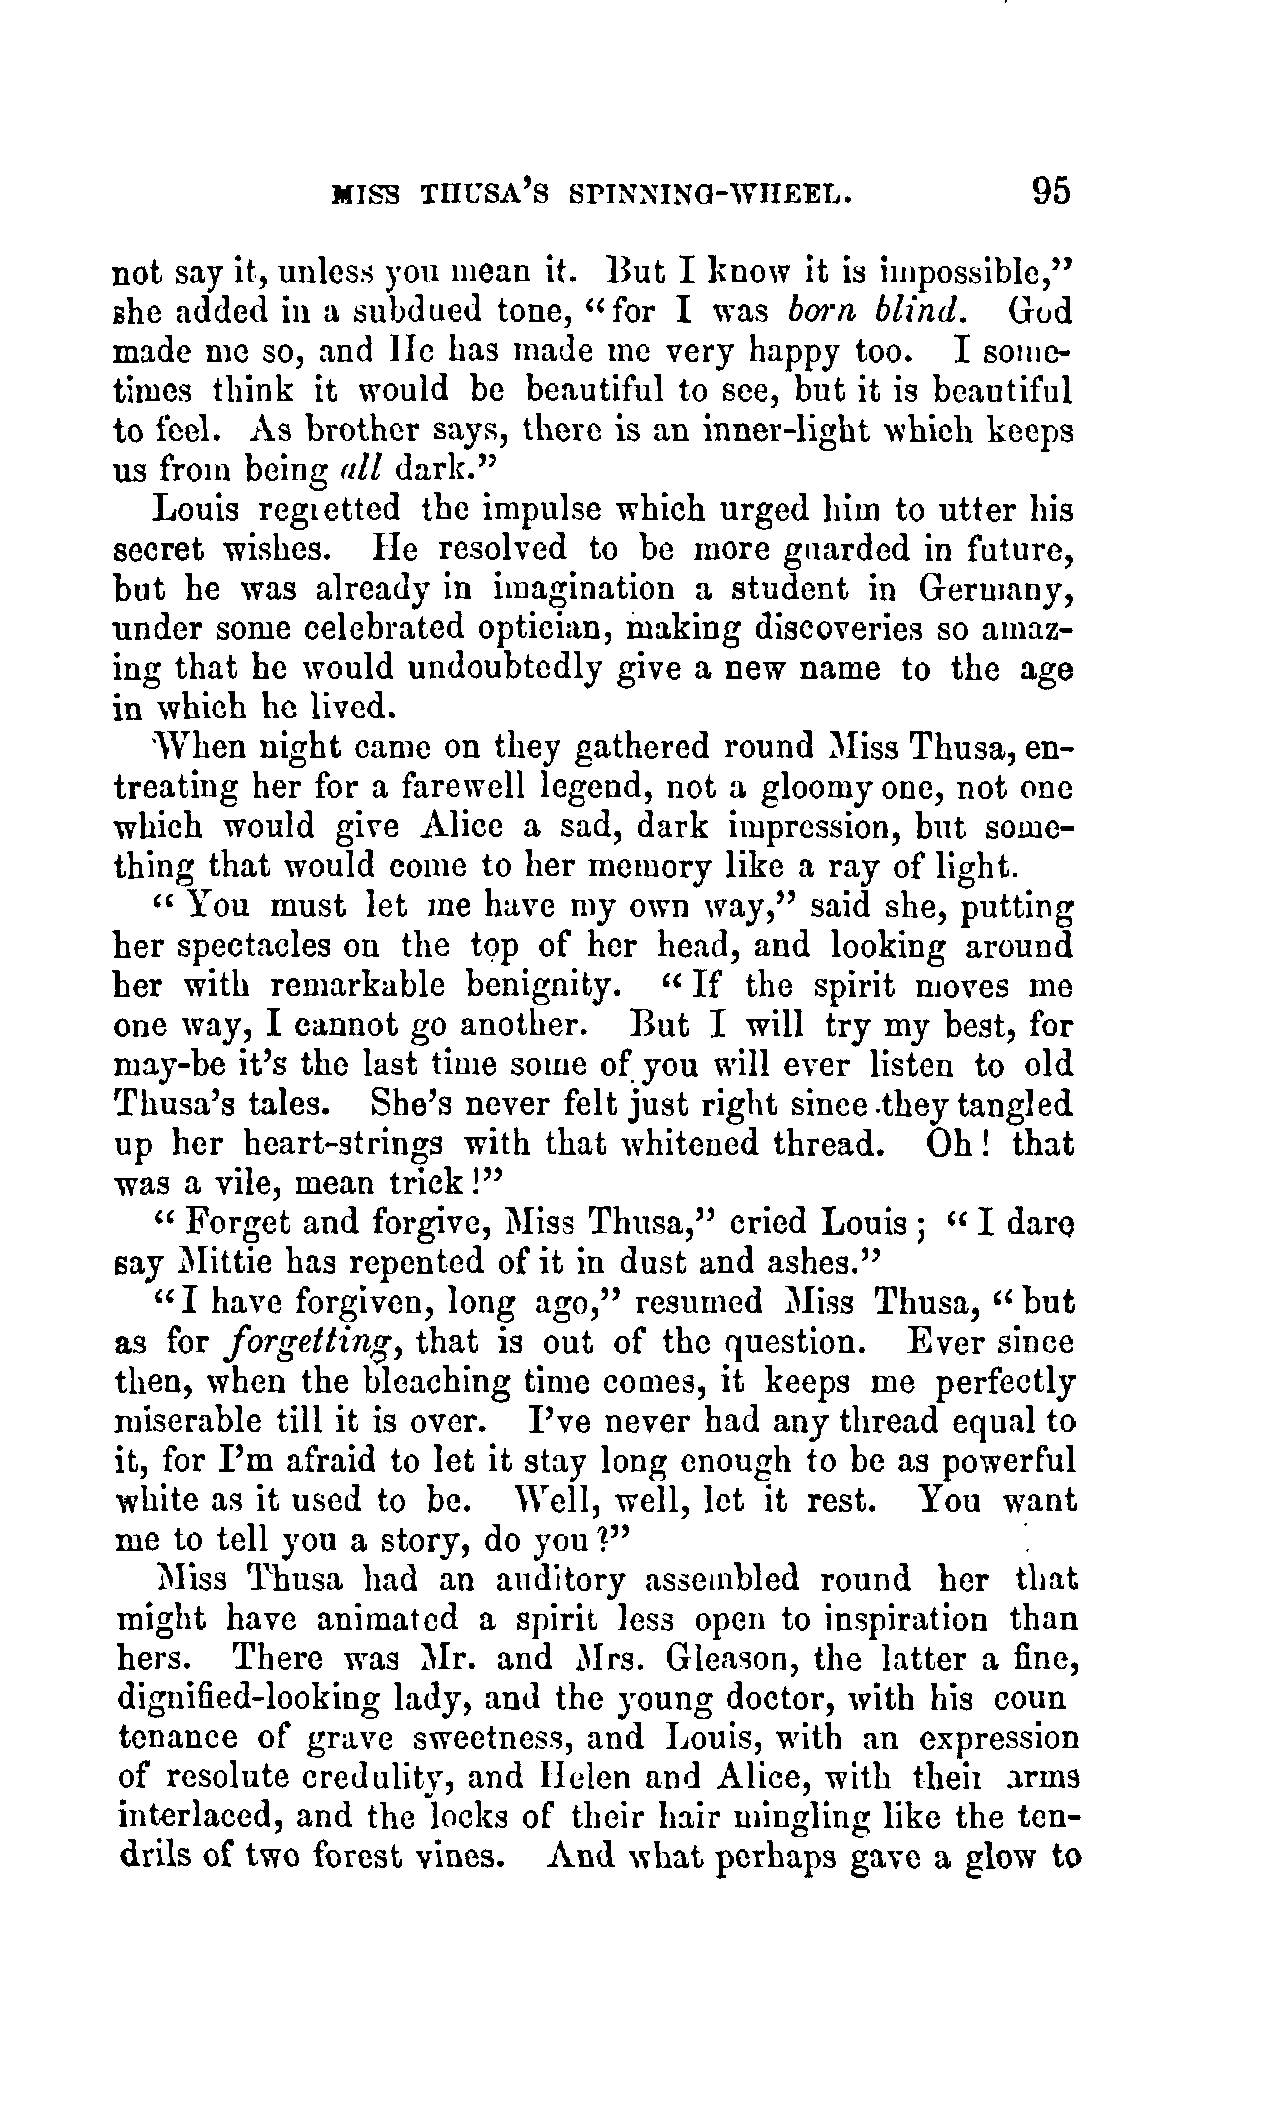 MISS THUSA'S SPINNING-WHEEL. 95
not say it, unless you mean it. But I know it is impossible,"
she added in a subdued tone, "for I was born blind. God
made me so, and He has made me very happy too. I some-
times think it would be beautiful to see, but it is beautiful
to feel. As brother says, there is an inner-light which keeps
us from being all dark."
Louis regretted the impulse which urged him to utter his
secret wishes. He resolved to be more guarded in future,
but he was already in imagination a student in Germany,
under some celebrated optician, making discoveries so amaz-
ing that he would undoubtedly give a new name to the age
in which he lived.
When night came on they gathered round Miss Thusa, en-
treating her for a farewell legend, not a gloomy one, not one
which would give Alice a sad, dark impression, but some-
thing that would come to her memory like a ray of light.
"You must let me have my own way," said she, putting
her spectacles on the top of her head, and looking around
her with remarkable benignity. "If the spirit moves me
one way, I cannot go another. But I will try my best, for
may-be it's the last time some of you will ever listen to old
Thusa's tales. She's never felt just right since they tangled
up her heart-strings with that whitened thread. Oh! that
was a vile, mean trick!"
"Forget and forgive, Miss Thusa," cried Louis; "I dare
say Mittie has repented of it in dust and ashes."
"I have forgiven, long ago," resumed Miss Thusa, "but
as for forgetting, that is out of the question. Ever since
then, when the bleaching time comes, it keeps me perfectly
miserable till it is over. I've never had any thread equal to
it, for I'm afraid to let it stay long enough to be as powerful
white as it used to be. Well, well, let it rest. You want
me to tell you a story, do you?"
Miss Thusa had an auditory assembled round her that
might have animated a spirit less open to inspiration than
hers. There was Mr. and Mrs. Gleason, the latter a fine,
dignified-looking lady, and the young doctor, with his coun
tenance of grave sweetness, and Louis, with an expression
of resolute credulity, and Helen and Alice, with their arms
interlaced, and the locks of their hair mingling like the ten-
drils of two forest vines. And what perhaps gave a glow to